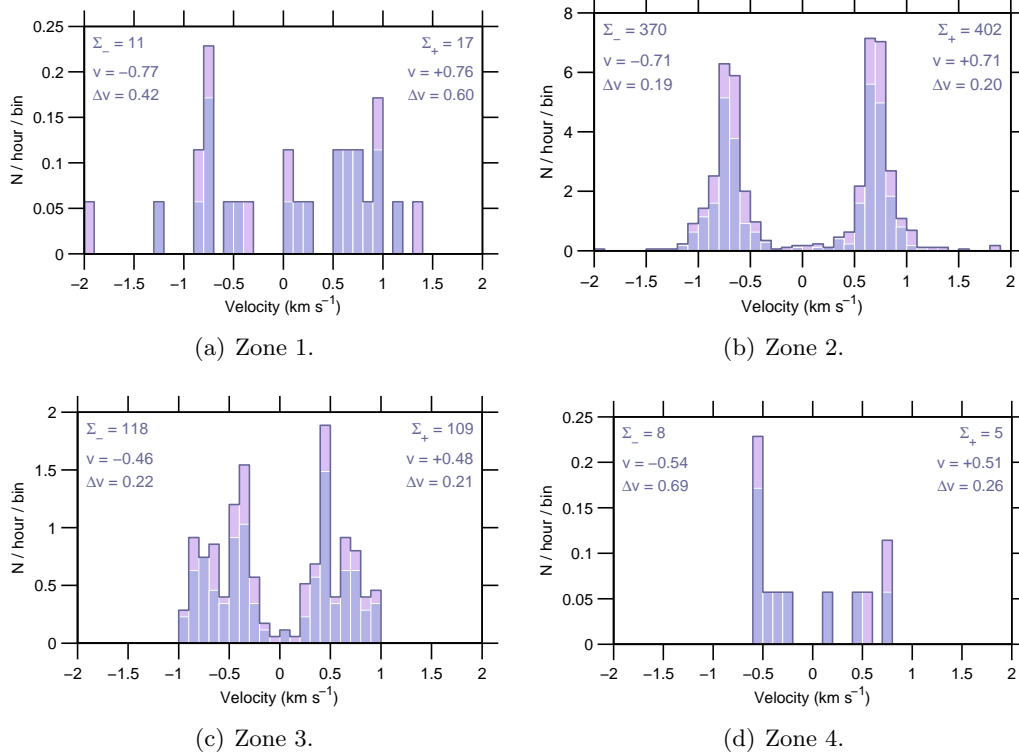 0.25
0.2
0.15
0.1
0.05
0
N / hour / bin
Σ− = 11
v = −0.77
Δv = 0.42
Σ+ = 17
v = +0.76
Δv = 0.60
−2 −1.5 −1 −0.5 0 0.5 1 1.5 2
Velocity (km s−1)
(a) Zone 1.
8
6
4
2
0
N / hour / bin
Σ− = 370
v = −0.71
Δv = 0.19
Σ+ = 402
v = +0.71
Δv = 0.20
−2 −1.5 −1 −0.5 0 0.5 1 1.5 2
Velocity (km s−1)
(b) Zone 2.
2
1.5
1
0.5
0
N / hour / bin
Σ− = 118
v = −0.46
Δv = 0.22
Σ+ = 109
v = +0.48
Δv = 0.21
−2 −1.5 −1 −0.5 0 0.5 1 1.5 2
Velocity (km s−1)
(c) Zone 3.
0.25
0.2
0.15
0.1
0.05
0
N / hour / bin
Σ− = 8
v = −0.54
Δv = 0.69
Σ+ = 5
v = +0.51
Δv = 0.26
−2 −1.5 −1 −0.5 0 0.5 1 1.5 2
Velocity (km s−1)
(d) Zone 4.